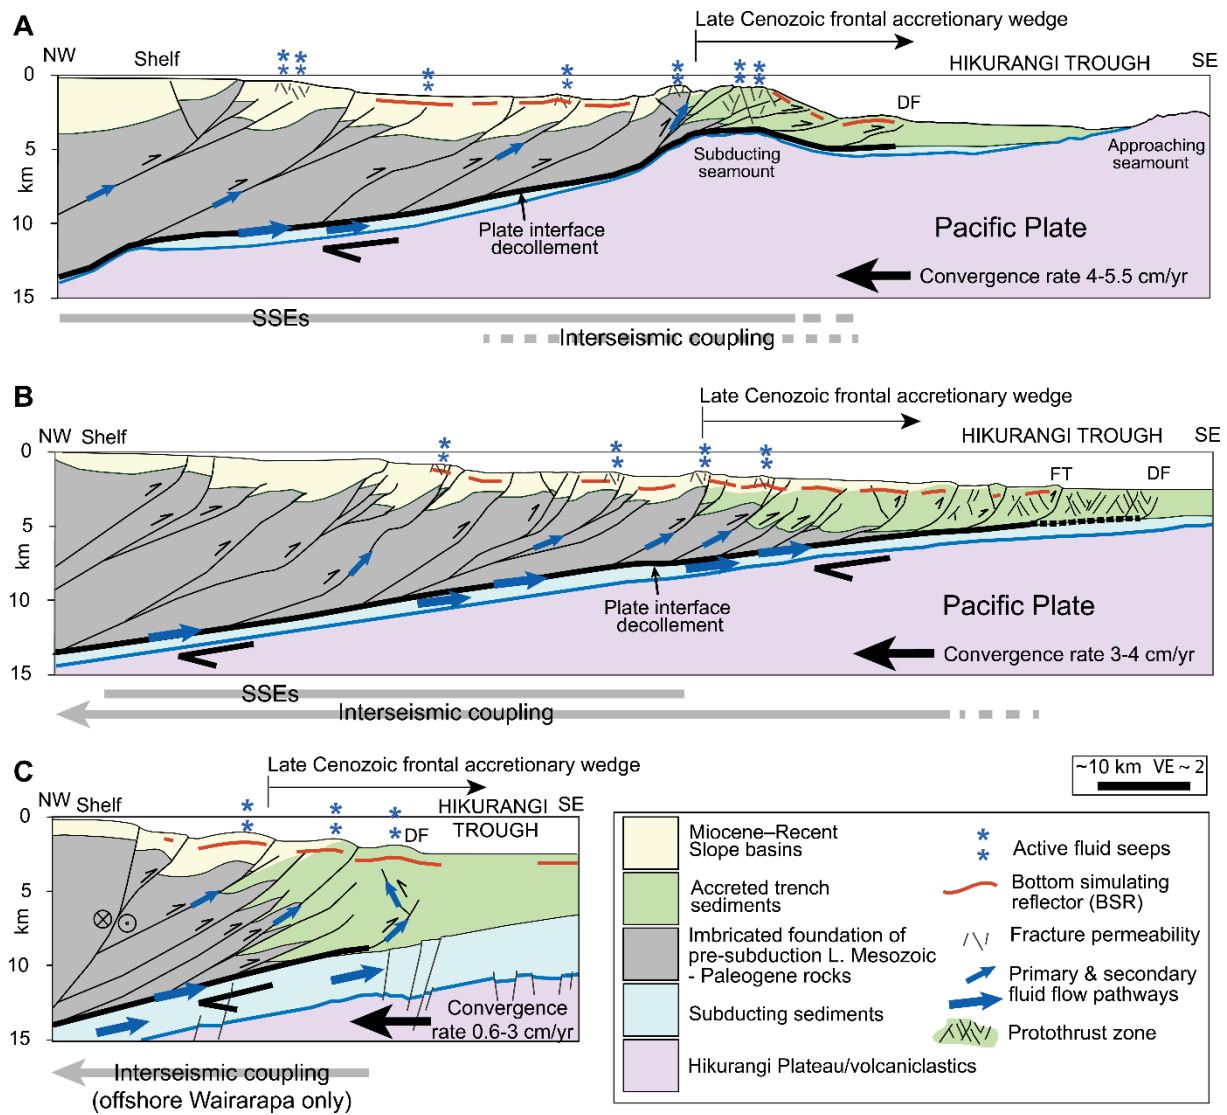 A
Late Cenozoic frontal accretionary wedge
NW
Shelf
HIKURANGI TROUGH
SE
0
5
km
10
15
DF
Subducting
seamount
Approaching
seamount
Plate interface
decollement
Pacific Plate
Convergence rate 4-5.5 cm/yr
SSEs
Interseismic coupling
B
Late Cenozoic frontal accretionary wedge
NW
Shelf
HIKURANGI TROUGH
SE
0
5
km
10
15
FT
DF
Plate interface
decollement
Pacific Plate
Convergence rate 3-4 cm/yr
SSEs
Interseismic coupling
C
Late Cenozoic frontal accretionary wedge
NW
Shelf
HIKURANGI
TROUGH
SE
DF
0
5
km
10
15
Convergence
rate 0.6-3 cm/yr
Interseismic coupling
(offshore Wairarapa only)
~10 km VE ~ 2
Miocene–Recent
Slope basins
Accreted trench
sediments
Imbricated foundation of
pre-subduction L. Mesozoic
- Paleogene rocks
Subducting sediments
Hikurangi Plateau/volcaniclastics
Active fluid seeps
Bottom simulating
reflector (BSR)
Fracture permeability
Primary & secondary
fluid flow pathways
Protothrust zone